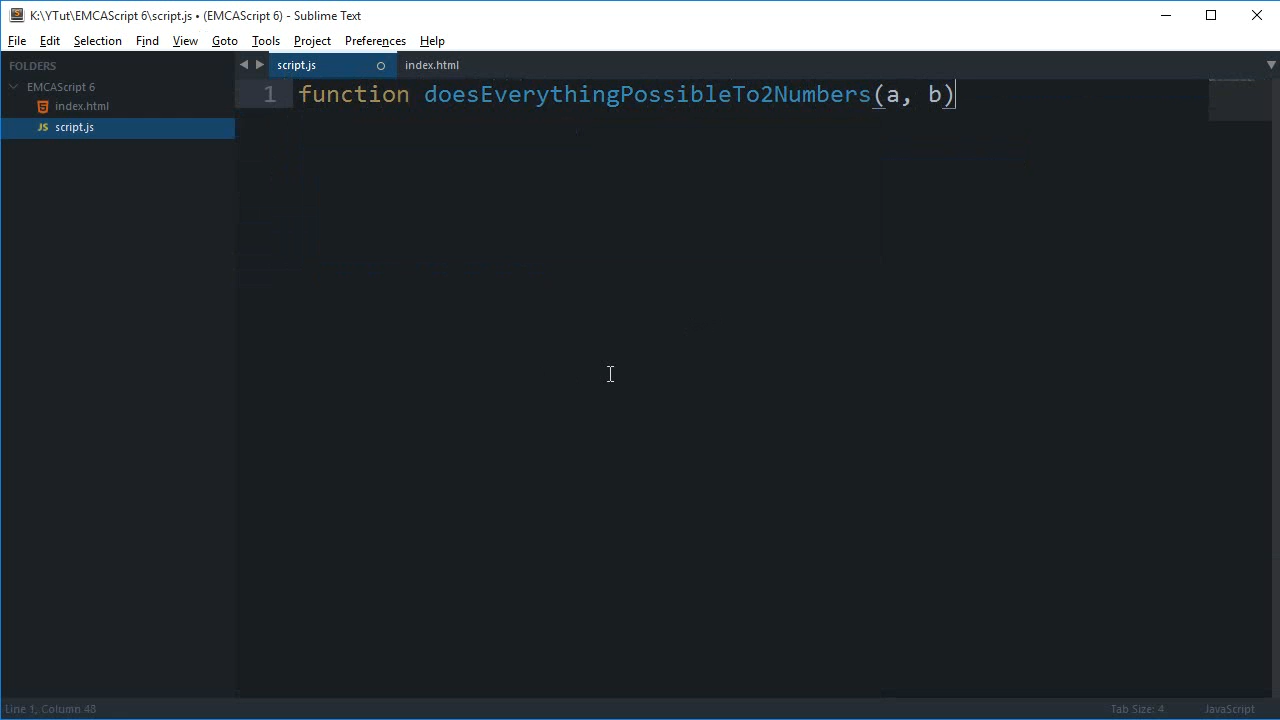 K:\YTut\EMCAScript 6\script.js • (EMCAScript 6) - Sublime Text
File Edit Selection Find View Goto Tools Project Preferences Help
FOLDERS
EMCAScript 6
index.html
JS script.js
script.js index.html
1 function doesEverythingPossibleTo2Numbers(a, b)
Line 1, Column 48 Tab Size: 4 JavaScript